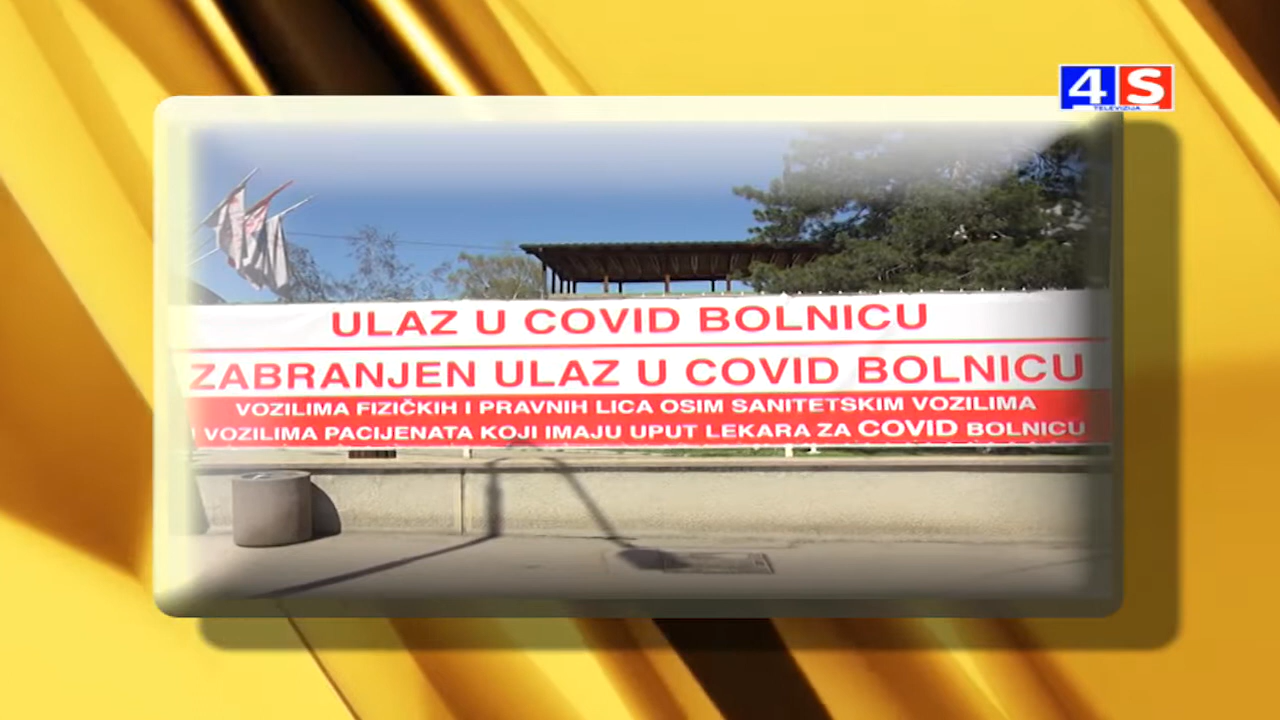 4 S
TELEVIZIJA
ULAZ U COVID BOLNICU
ZABRANJEN ULAZ U COVID BOLNICU
VOZILIMA FIZIČKIH I PRAVNIH LICA OSIM SANITETSKIM VOZILIMA
I VOZILIMA PACIJENATA KOJI IMAJU UPUT LEKARA ZA COVID BOLNICU